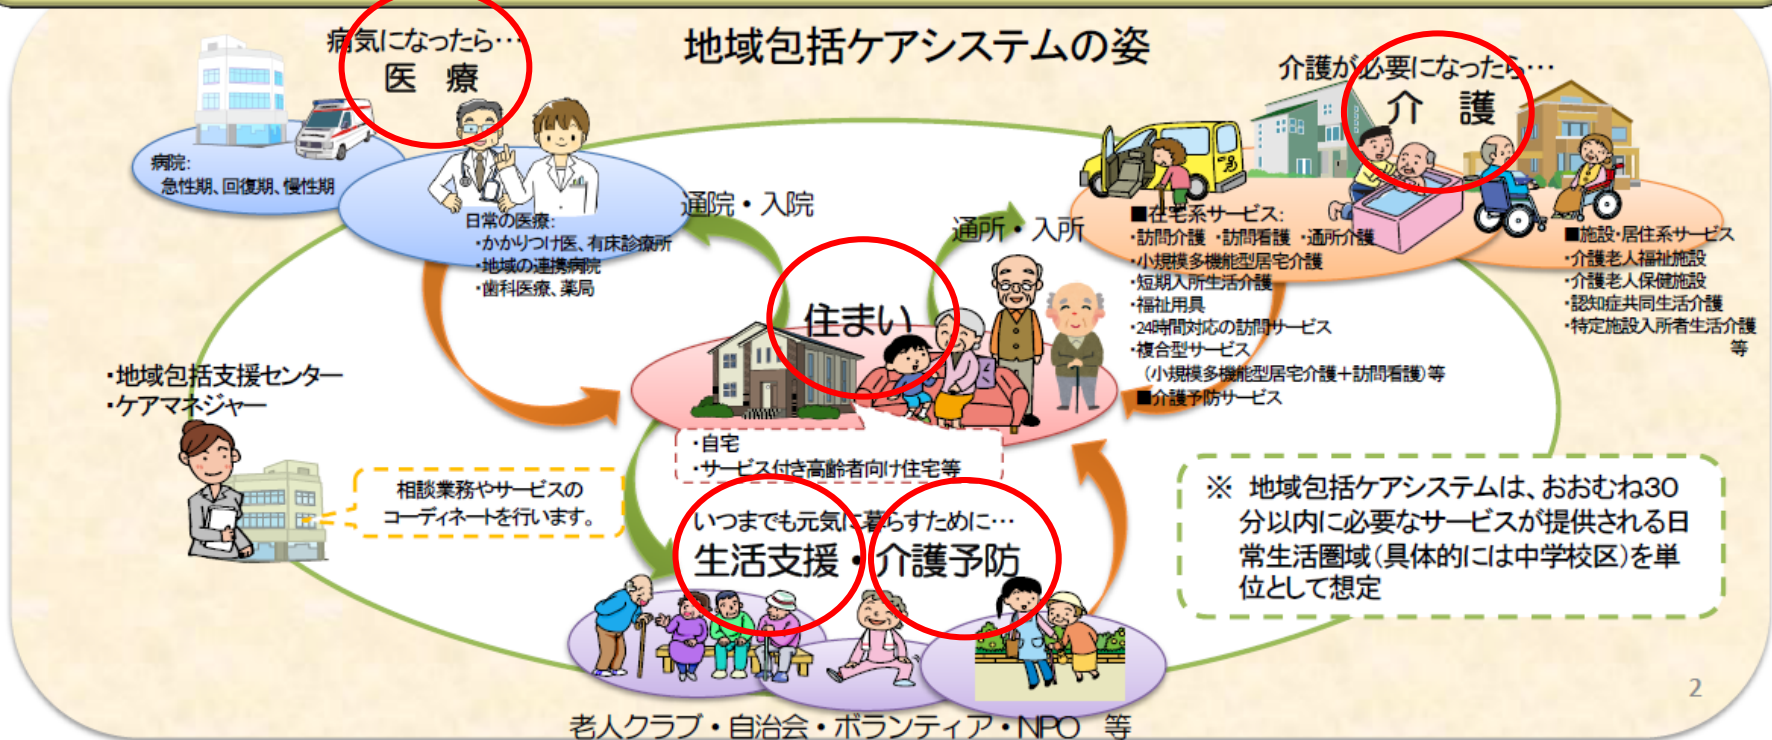 地域包括ケアシステムの姿
病気になったら…
医 療
病院:
急性期、回復期、慢性期
日常の医療:
・かかりつけ医、有床診療所
・地域の連携病院
・歯科医療、薬局
通院・入院
通所・入所
介護が必要になったら…
介 護
■在宅系サービス:
・訪問介護 ・訪問看護 ・通所介護
・小規模多機能型居宅介護
・短期入所生活介護
・福祉用具
・24時間対応の訪問サービス
・複合型サービス
(小規模多機能型居宅介護+訪問看護)等
■介護予防サービス
■施設・居住系サービス
・介護老人福祉施設
・介護老人保健施設
・認知症共同生活介護
・特定施設入所者生活介護
等
住まい
・自宅
・サービス付き高齢者向け住宅等
・地域包括支援センター
・ケアマネジャー
相談業務やサービスの
コーディネートを行います。
いつまでも元気に暮らすために…
生活支援・介護予防
老人クラブ・自治会・ボランティア・NPO 等
※ 地域包括ケアシステムは、おおむね30
分以内に必要なサービスが提供される日
常生活圏域(具体的には中学校区)を単
位として想定
2